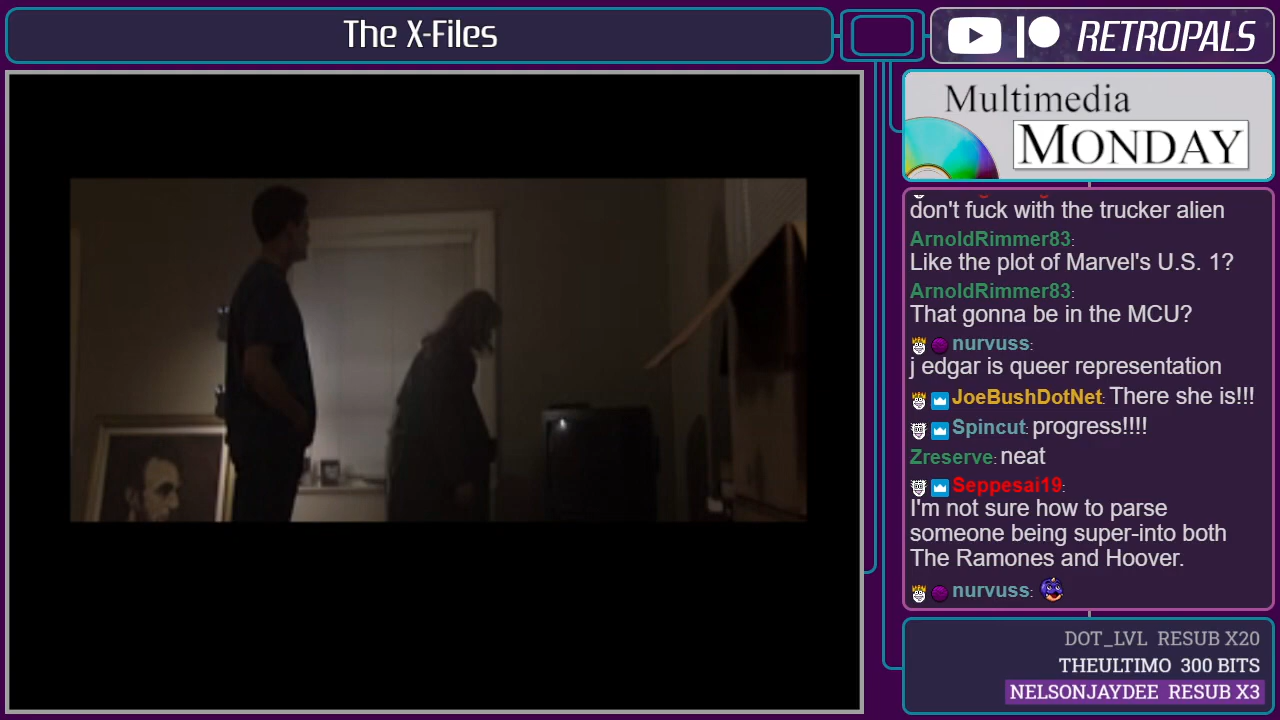 The X-Files
RETROPALS
Multimedia
MONDAY
don't fuck with the trucker alien
ArnoldRimmer83:
Like the plot of Marvel's U.S. 1?
ArnoldRimmer83:
That gonna be in the MCU?
nurvuss:
j edgar is queer representation
JoeBushDotNet: There she is!!!
Spincut: progress!!!!
Zreserve: neat
Seppesai19:
I'm not sure how to parse
someone being super-into both
The Ramones and Hoover.
nurvuss:
DOT_LVL RESUB X20
THEULTIMO 300 BITS
NELSONJAYDEE RESUB X3